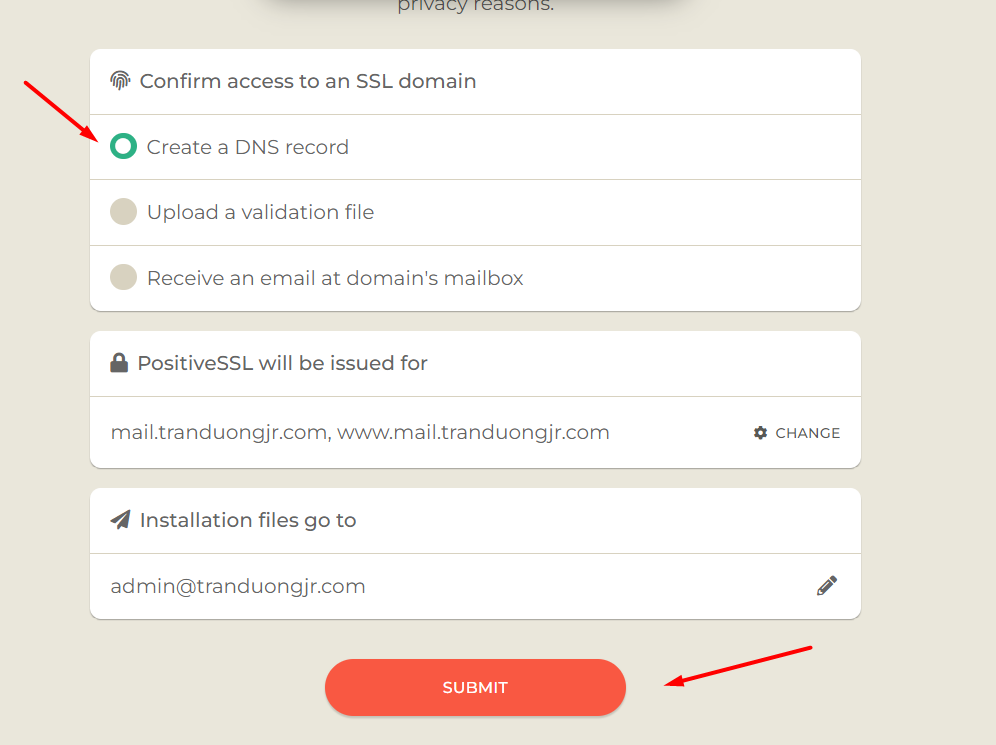 privacy reasons.
Confirm access to an SSL domain
Create a DNS record
Upload a validation file
Receive an email at domain's mailbox
PositiveSSL will be issued for
mail.tranduongjr.com, www.mail.tranduongjr.com
CHANGE
Installation files go to
admin@tranduongjr.com
SUBMIT